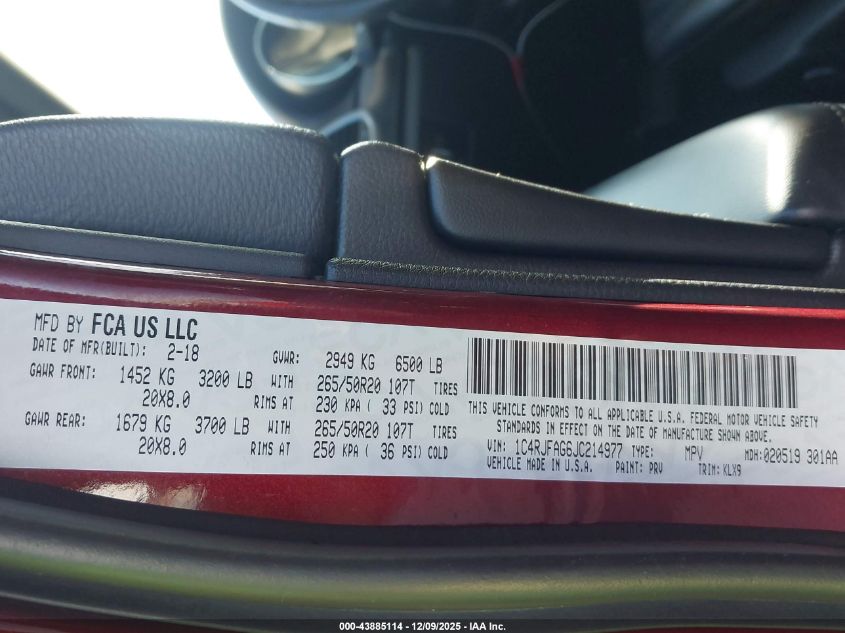 MFD BY FCA US LLC
DATE OF MFR(BUILT): 2-18 GVWR: 2949 KG 6500 LB
GAWR FRONT: 1452 KG 3200 LB WITH 265/50R20 107T TIRES
20X8.0 RIMS AT 230 KPA ( 33 PSI) COLD
GAWR REAR: 1679 KG 3700 LB WITH 265/50R20 107T TIRES
20X8.0 RIMS AT 250 KPA ( 36 PSI) COLD
THIS VEHICLE CONFORMS TO ALL APPLICABLE U.S.A. FEDERAL MOTOR VEHICLE SAFETY
STANDARDS IN EFFECT ON THE DATE OF MANUFACTURE SHOWN ABOVE.
VIN: 1C4RJFAG6JC214977 TYPE: MPV MDH:020519 301AA
VEHICLE MADE IN U.S.A. PAINT: PRV TRIM: KLX9
000-43885114 - 12/09/2025 - IAA Inc.